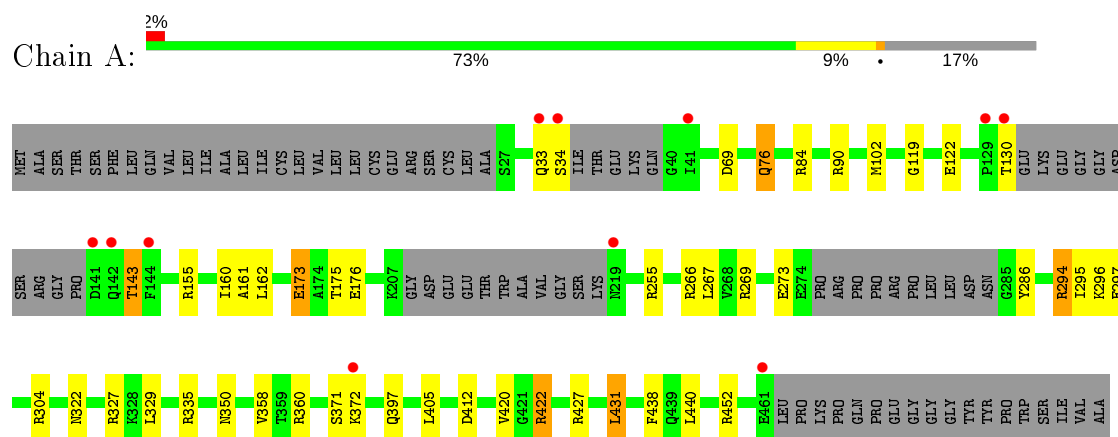 2%
Chain A:
73% 9% • 17%
MET ALA SER THR SER PHE LEU GLN VAL LEU ILE ALA LEU ILE CYS LEU VAL LEU LEU CYS GLU ARG SER CYS LEU ALA S27 Q33 S34 ILE THR GLU LYS GLN G40 I41 D69 Q76 R84 R90 M102 G119 E122 P129 T130 GLU LYS GLU GLY GLY ASP
SER ARG GLY PRO D141 Q142 T143 F144 R155 I160 A161 L162 E173 A174 T175 E176 K207 GLY ASP GLU GLU THR TRP ALA VAL GLY SER LYS N219 R255 R266 L267 V268 R269 E273 E274 PRO ARG PRO PRO ARG PRO LEU LEU ASP ASN G285 Y286 R294 I295 K296
R304 N322 R327 K328 L329 R335 N350 V358 T359 R360 S371 K372 Q397 L405 D412 V420 G421 R422 R427 L431 F438 Q439 L440 R452 E461 LEU PRO LYS PRO GLN PRO GLU GLY GLY GLY TYR TYR PRO TRP SER ILE VAL ALA